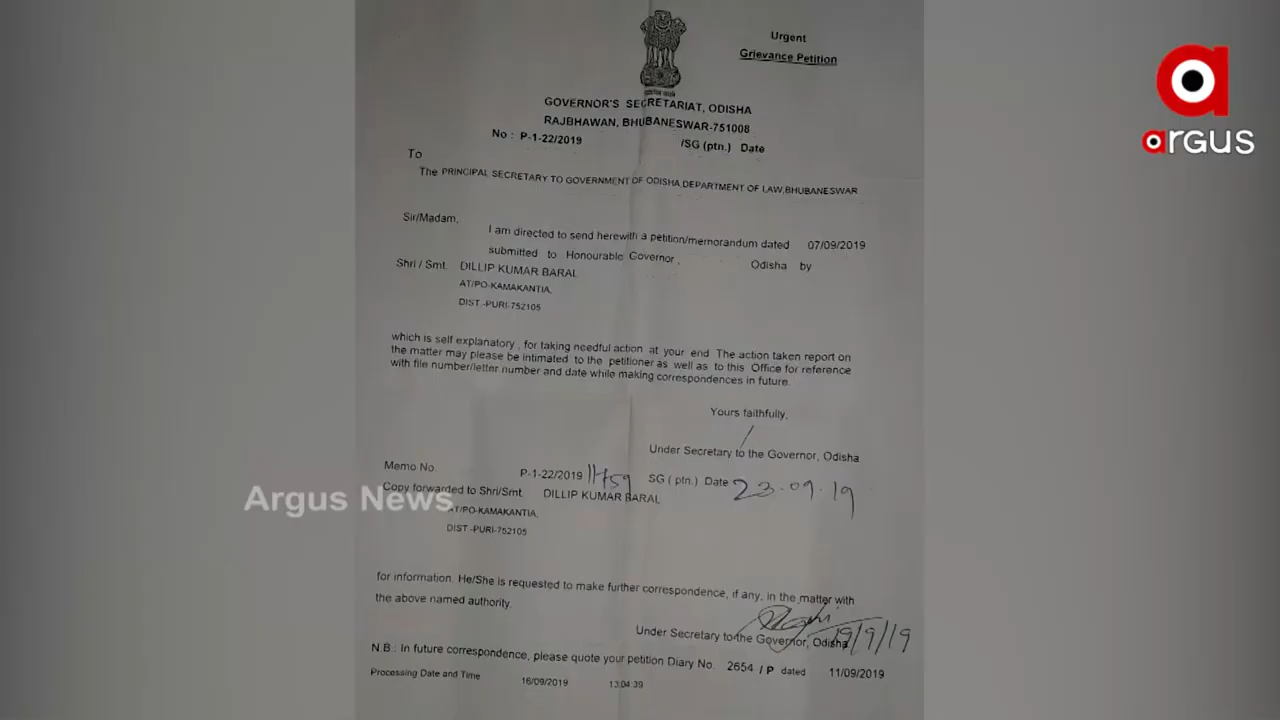 Urgent
Grievance Petition
GOVERNOR'S SECRETARIAT, ODISHA
RAJBHAWAN, BHUBANESWAR-751008
No : P-1-22/2019 /SG (ptn.) Date
To
The PRINCIPAL SECRETARY TO GOVERNMENT OF ODISHA,DEPARTMENT OF LAW,BHUBANESWAR
Sir/Madam,
I am directed to send herewith a petition/memorandum dated 07/09/2019
submitted to Honourable Governor, Odisha by
Shri / Smt. DILLIP KUMAR BARAL
AT/PO-KAMAKANTIA,
DIST.-PURI-752105
which is self explanatory, for taking needful action at your end. The action taken report on
the matter may please be intimated to the petitioner as well as to this Office for reference
with file number/letter number and date while making correspondences in future.
Yours faithfully,
Under Secretary to the Governor, Odisha
Memo No. P-1-22/2019 11759 SG ( ptn.) Date 23.09.19
Copy forwarded to Shri/Smt. DILLIP KUMAR BARAL
AT/PO-KAMAKANTIA,
DIST.-PURI-752105
for information. He/She is requested to make further correspondence, if any, in the matter with
the above named authority.
19/9/19
Under Secretary to the Governor, Odisha
N.B.: In future correspondence, please quote your petition Diary No. 2654 / P dated 11/09/2019
Processing Date and Time 16/09/2019 13:04:39
argus
Argus News